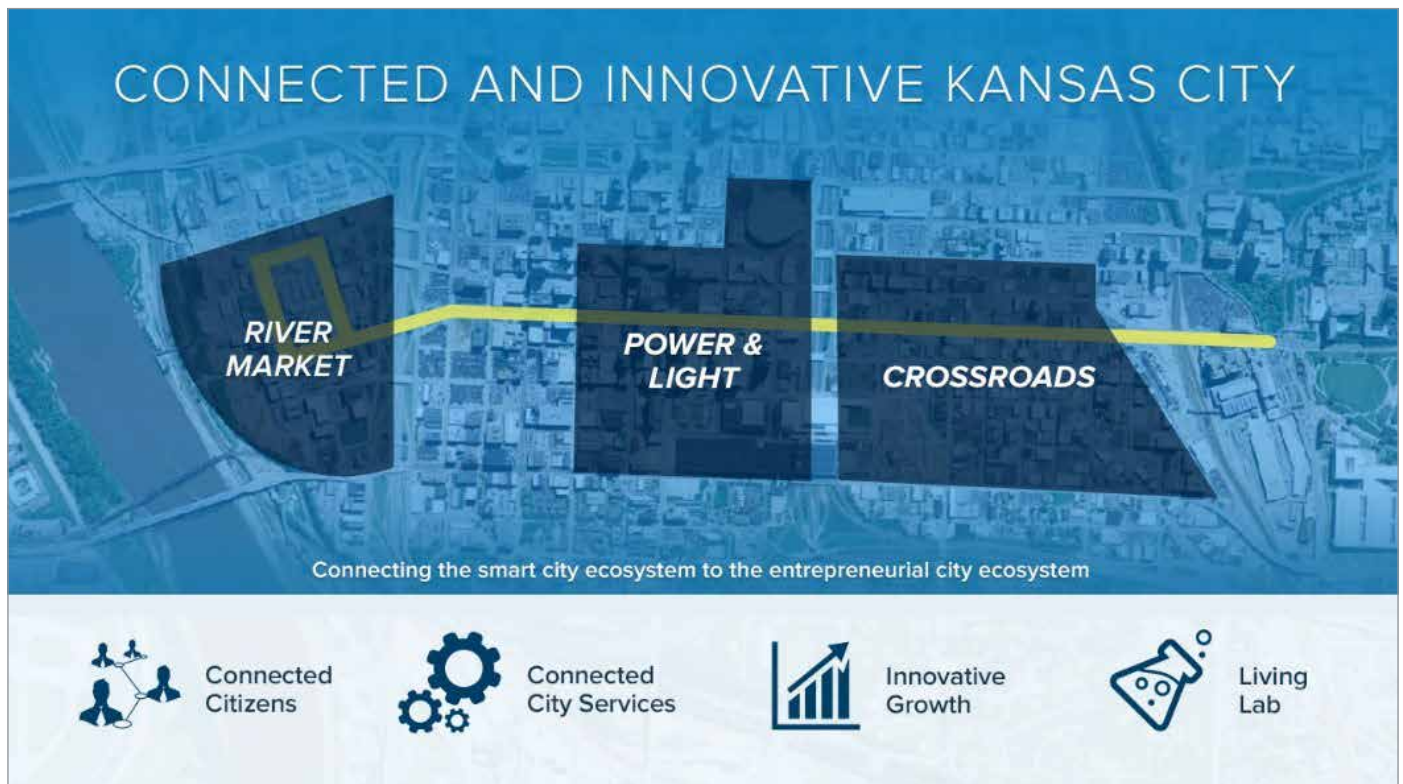 CONNECTED AND INNOVATIVE KANSAS CITY
RIVER
MARKET
POWER &
LIGHT
CROSSROADS
Connecting the smart city ecosystem to the entrepreneurial city ecosystem
Connected
Citizens
Connected
City Services
Innovative
Growth
Living
Lab